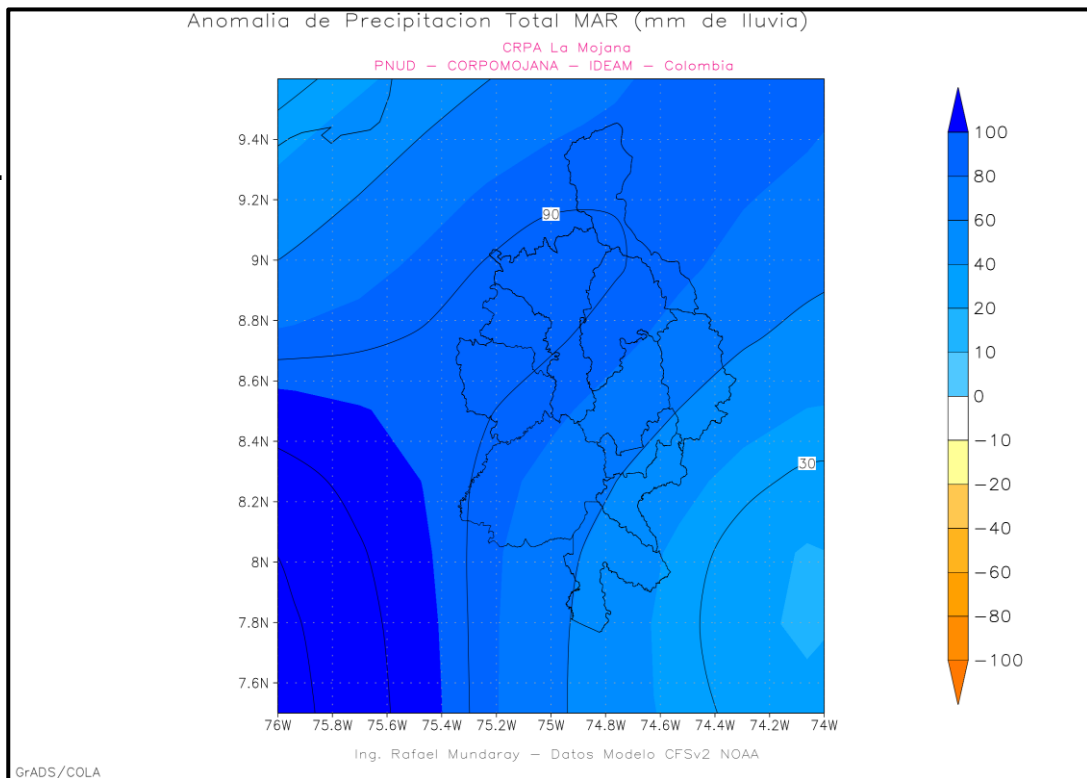 Anomalia de Precipitacion Total MAR (mm de lluvia)
CRPA La Mojana
PNUD — CORPOMOJANA — IDEAM — Colombia
9.4N
9.2N
9N
8.8N
8.6N
8.4N
8.2N
8N
7.8N
7.6N
90
30
76W 75.8W 75.6W 75.4W 75.2W 75W 74.8W 74.6W 74.4W 74.2W 74W
100
80
60
40
20
10
0
−10
−20
−40
−60
−80
−100
Ing. Rafael Mundaray — Datos Modelo CFSv2 NOAA
GrADS/COLA